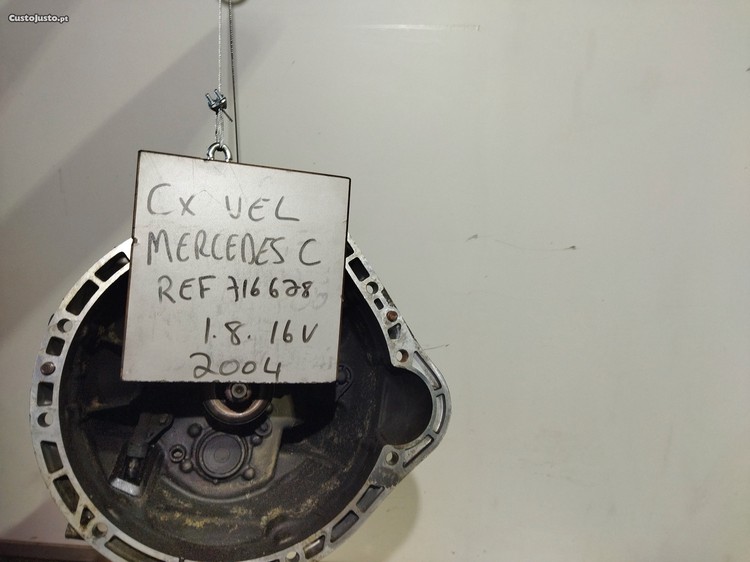 CustoJusto.pt
CX VEL
MERCEDES C
REF 716628
1.8. 16V
2004